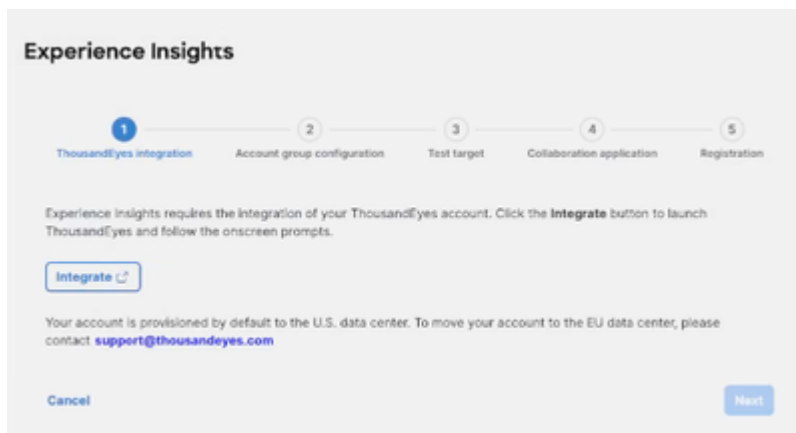 Experience Insights
1 2 3 4 5
ThousandEyes integration Account group configuration Test target Collaboration application Registration
Experience Insights requires the integration of your ThousandEyes account. Click the Integrate button to launch
ThousandEyes and follow the onscreen prompts.
Integrate
Your account is provisioned by default to the U.S. data center. To move your account to the EU data center, please
contact support@thousandeyes.com
Cancel Next